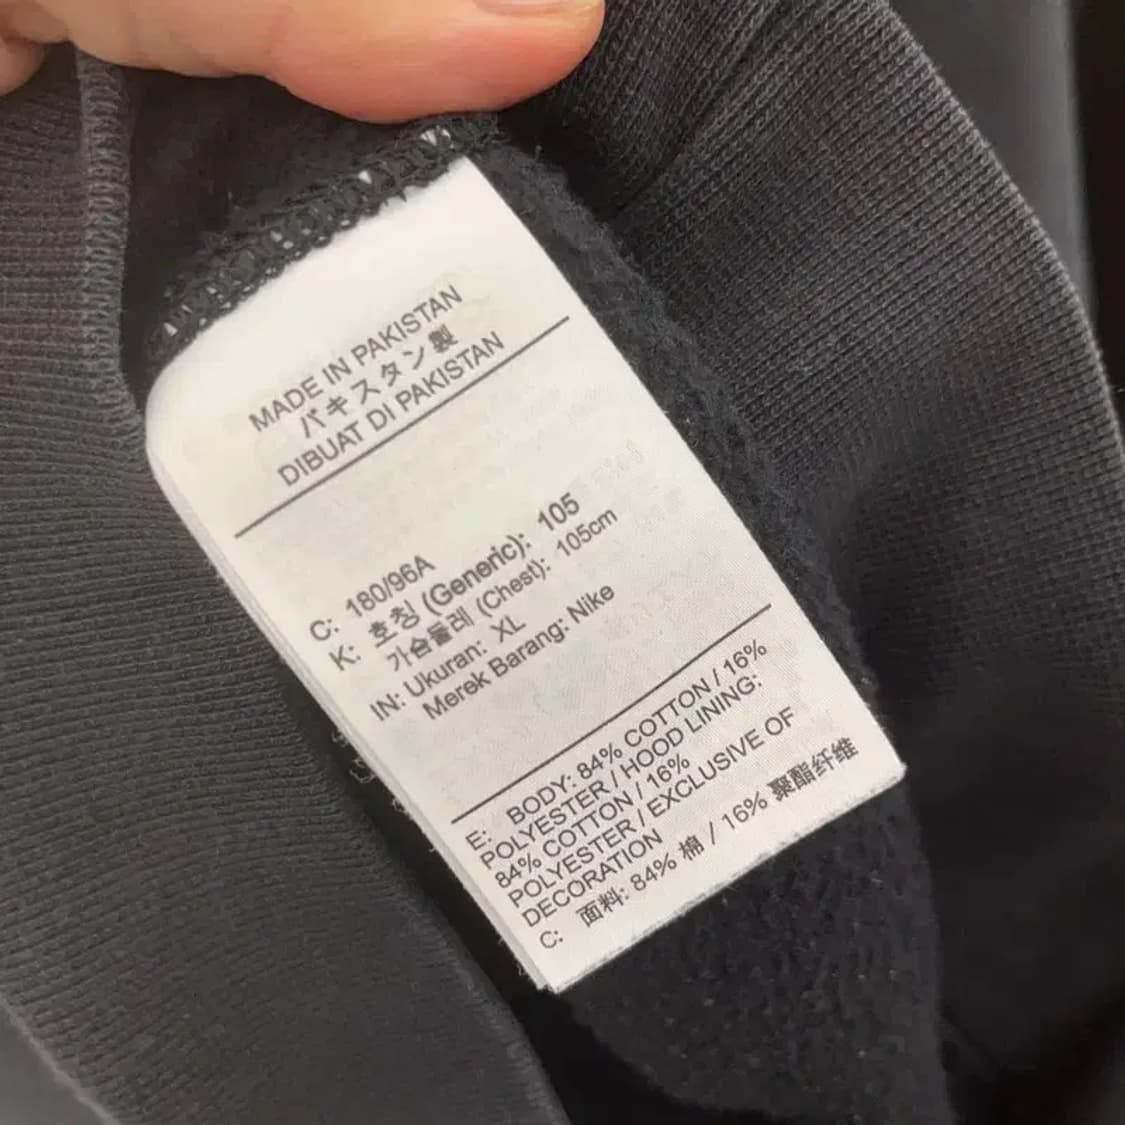 MADE IN PAKISTAN
パキスタン製
DIBUAT DI PAKISTAN
C: 180/96A
K: 호칭 (Generic): 105
가슴둘레 (Chest): 105cm
IN: Ukuran: XL
Merek Barang: Nike
E: BODY: 84% COTTON / 16%
POLYESTER / HOOD LINING:
84% COTTON / 16%
POLYESTER / EXCLUSIVE OF
DECORATION
C: 面料: 84% 棉 / 16% 聚酯纤维